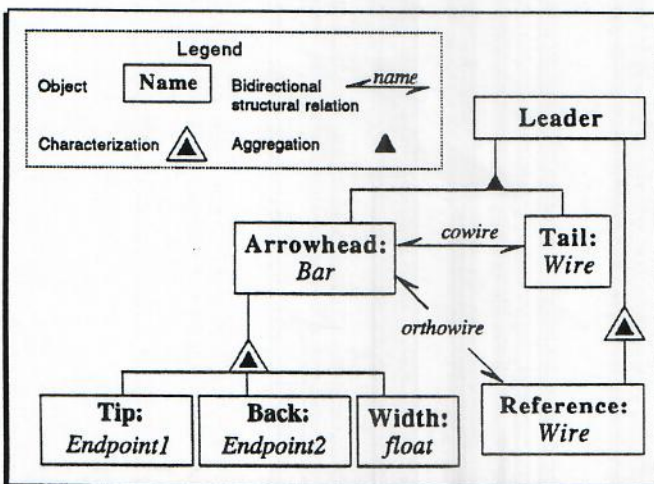 Legend
Object
Name
Bidirectional
structural relation
name
Characterization
Aggregation
Leader
Arrowhead:
Bar
cowire
Tail:
Wire
orthowire
Tip:
Endpoint1
Back:
Endpoint2
Width:
float
Reference:
Wire